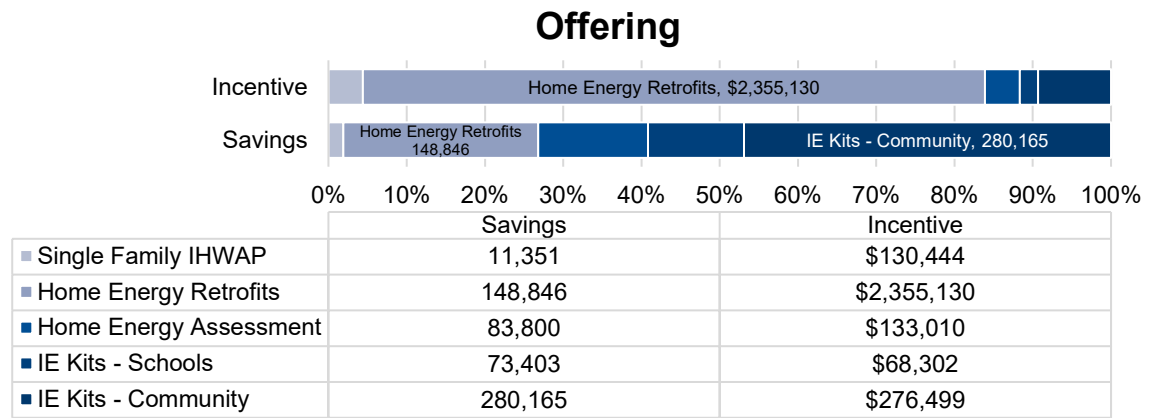 Offering
Incentive
Home Energy Retrofits, $2,355,130
Savings
Home Energy Retrofits
148,846
IE Kits - Community, 280,165
0% 10% 20% 30% 40% 50% 60% 70% 80% 90% 100%
Savings Incentive
Single Family IHWAP 11,351 $130,444
Home Energy Retrofits 148,846 $2,355,130
Home Energy Assessment 83,800 $133,010
IE Kits - Schools 73,403 $68,302
IE Kits - Community 280,165 $276,499